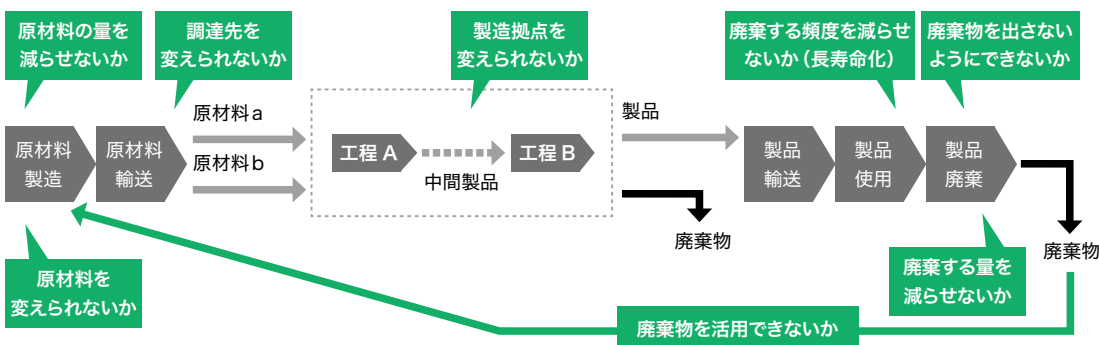 原材料の量を
減らせないか
調達先を
変えられないか
製造拠点を
変えられないか
廃棄する頻度を減らせ
ないか（長寿命化）
廃棄物を出さない
ようにできないか
原材料
製造
原材料
輸送
原材料a
原材料b
工程 A
中間製品
工程 B
製品
廃棄物
製品
輸送
製品
使用
製品
廃棄
廃棄物
原材料を
変えられないか
廃棄する量を
減らせないか
廃棄物を活用できないか